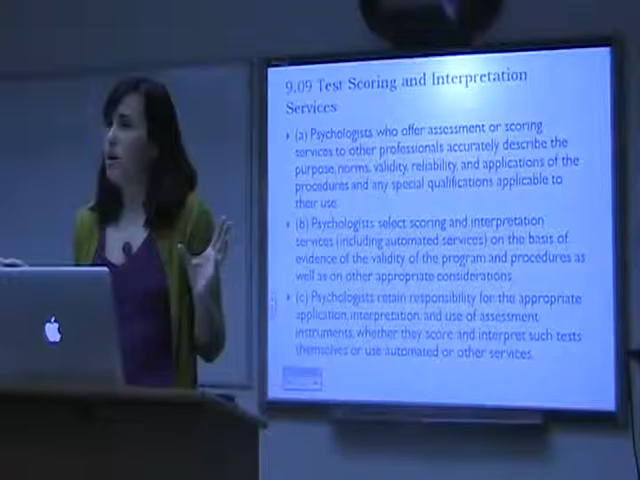 9.09 Test Scoring and Interpretation
Services
(a) Psychologists who offer assessment or scoring
services to other professionals accurately describe the
purpose, norms, validity, reliability, and applications of the
procedures and any special qualifications applicable to
their use.
(b) Psychologists select scoring and interpretation
services (including automated services) on the basis of
evidence of the validity of the program and procedures as
well as on other appropriate considerations.
(c) Psychologists retain responsibility for the appropriate
application, interpretation, and use of assessment
instruments, whether they score and interpret such tests
themselves or use automated or other services.